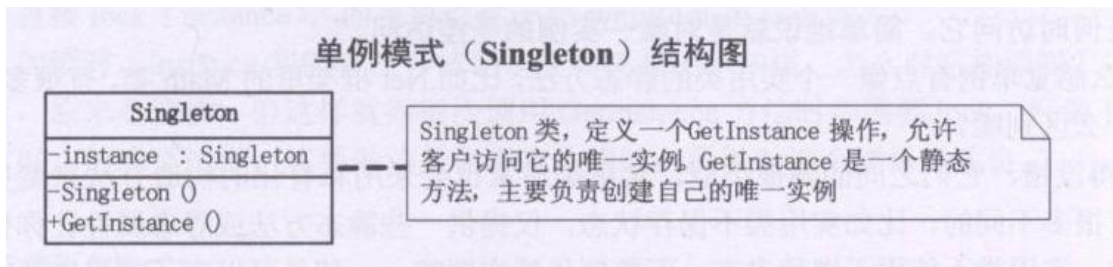 单例模式（Singleton）结构图
Singleton
-instance : Singleton
-Singleton ()
+GetInstance ()
Singleton 类，定义一个GetInstance 操作，允许
客户访问它的唯一实例。GetInstance 是一个静态
方法，主要负责创建自己的唯一实例